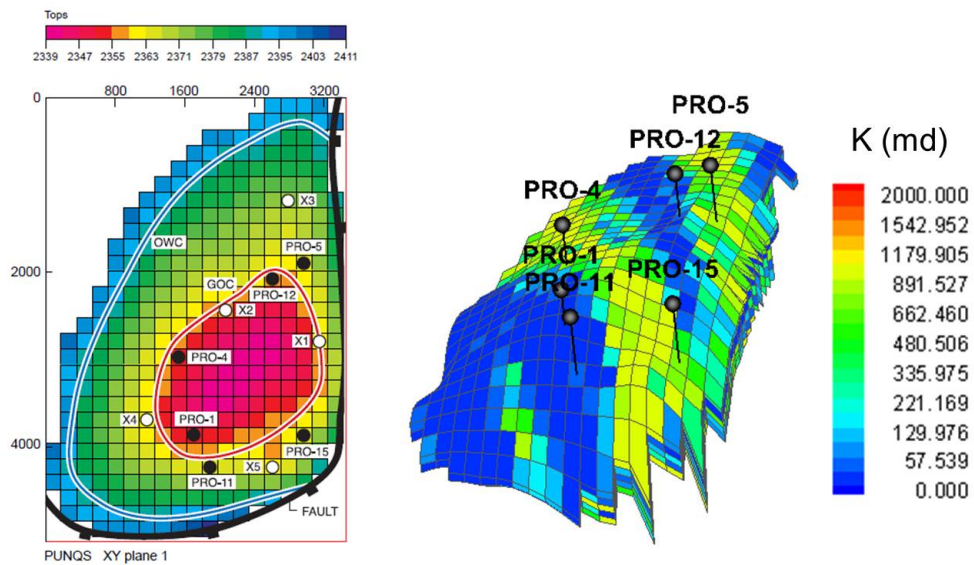 Tops
2339 2347 2355 2363 2371 2379 2387 2395 2403 2411
0 800 1600 2400 3200
X3
OWC
PRO-5
2000
GOC
PRO-12
X2
X1
PRO-4
X4
PRO-1
4000
PRO-15
X5
PRO-11
FAULT
PUNQS XY plane 1
PRO-5
PRO-12
PRO-4
PRO-1
PRO-15
PRO-11
K (md)
2000.000
1542.952
1179.905
891.527
662.460
480.506
335.975
221.169
129.976
57.539
0.000